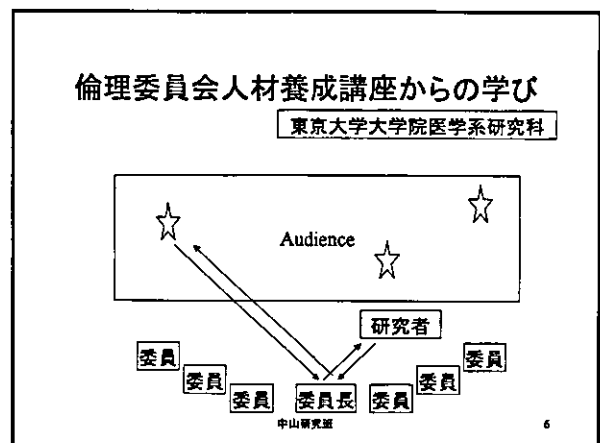 倫理委員会人材養成講座からの学び
東京大学大学院医学系研究科
Audience
研究者
委員
委員
委員
委員長
委員
委員
委員
中山研究班
6